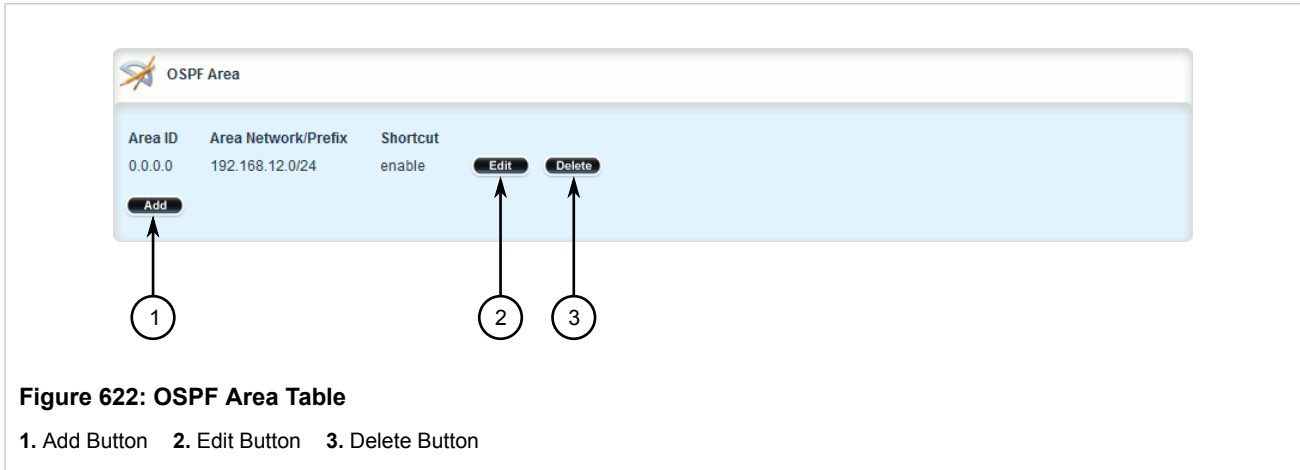 OSPF Area
Area ID Area Network/Prefix Shortcut
0.0.0.0 192.168.12.0/24 enable Edit Delete
Add
1 2 3
Figure 622: OSPF Area Table
1. Add Button 2. Edit Button 3. Delete Button